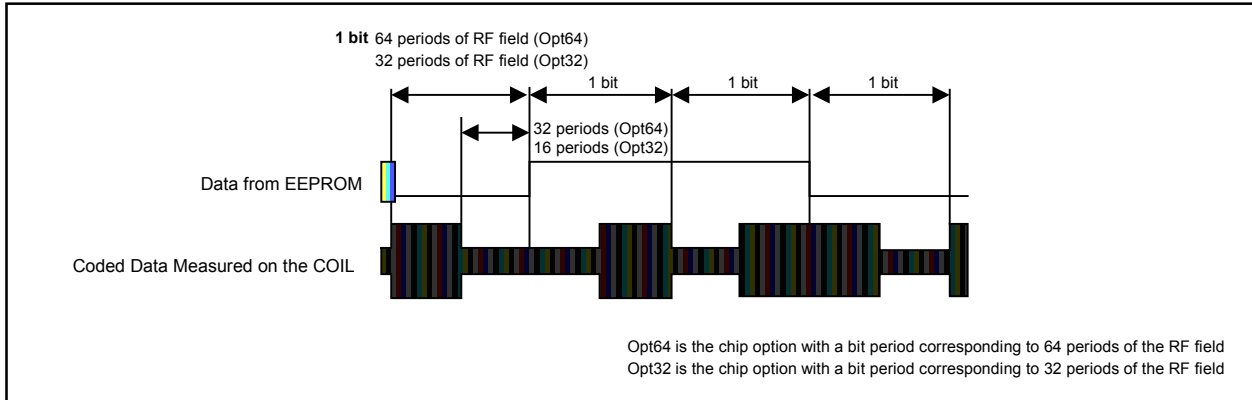 1 bit 64 periods of RF field (Opt64)
32 periods of RF field (Opt32)
1 bit
1 bit
1 bit
32 periods (Opt64)
16 periods (Opt32)
Data from EEPROM
Coded Data Measured on the COIL
Opt64 is the chip option with a bit period corresponding to 64 periods of the RF field
Opt32 is the chip option with a bit period corresponding to 32 periods of the RF field